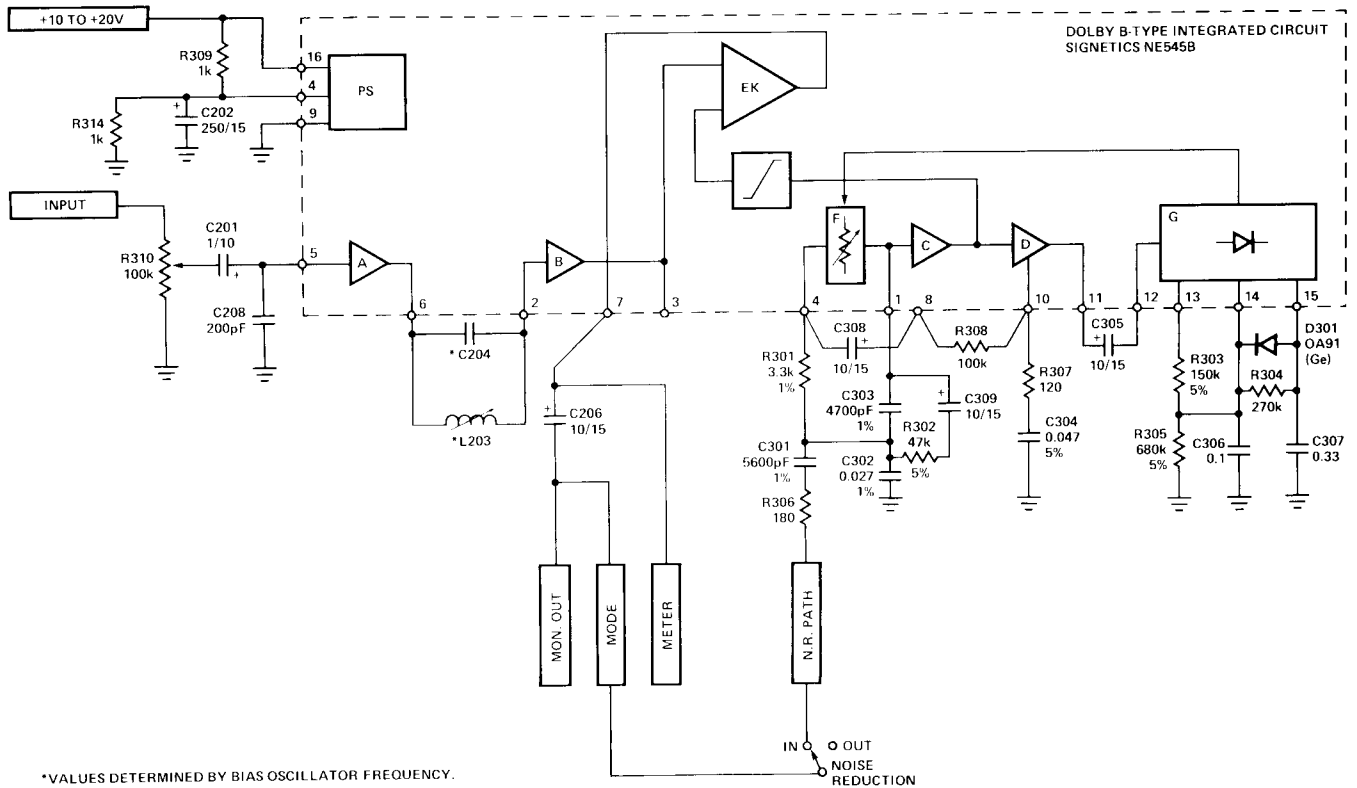 +10 TO +20V
DOLBY B-TYPE INTEGRATED CIRCUIT
SIGNETICS NE545B
R309
1k
16
4
9
PS
EK
R314
1k
+
C202
250/15
INPUT
R310
100k
C201
1/10
+
C208
200pF
5
A
6
B
2
7
3
F
C
D
G
4
1
8
10
11
12
13
14
15
*C204
*L203
+
C206
10/15
R301
3.3k
1%
C308
+
10/15
R308
100k
C305
+
10/15
D301
OA91
(Ge)
R303
150k
5%
R304
270k
C303
4700pF
1%
+
C309
10/15
R307
120
C304
0.047
5%
C301
5600pF
1%
R302
47k
5%
C302
0.027
1%
R305
680k
5%
C306
0.1
C307
0.33
R306
180
MON. OUT
MODE
METER
N.R. PATH
IN
OUT
NOISE
REDUCTION
*VALUES DETERMINED BY BIAS OSCILLATOR FREQUENCY.